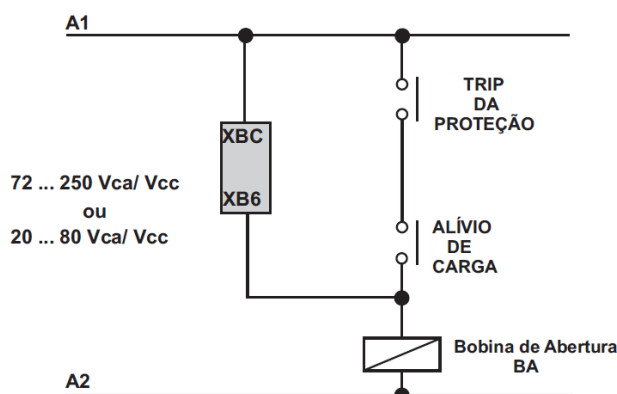 A1
TRIP
DA
PROTEÇÃO
XBC
XB6
72 ... 250 Vca/ Vcc
ou
20 ... 80 Vca/ Vcc
ALÍVIO
DE
CARGA
Bobina de Abertura
BA
A2